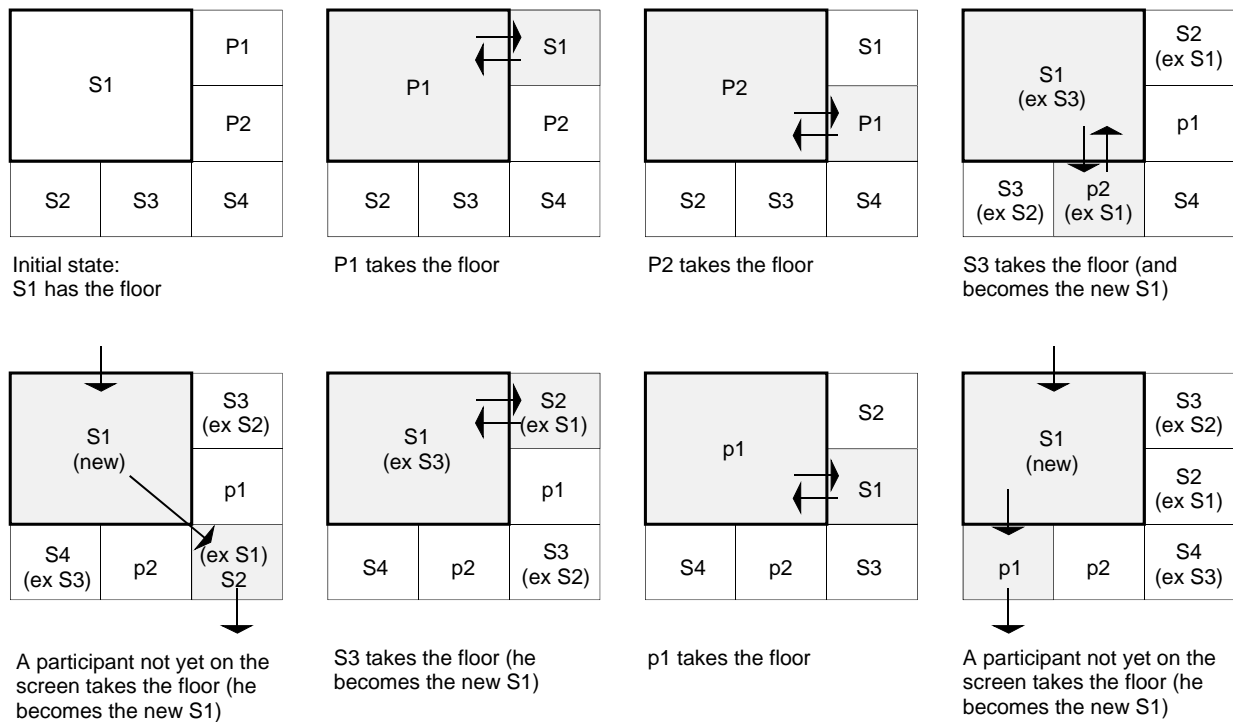 S1
P1
P2
S2
S3
S4
Initial state:
S1 has the floor
P1
S1
P2
S2
S3
S4
P1 takes the floor
P2
S1
P1
S2
S3
S4
P2 takes the floor
S1
(ex S3)
S2
(ex S1)
p1
S3
(ex S2)
p2
(ex S1)
S4
S3 takes the floor (and
becomes the new S1)
S1
(new)
S3
(ex S2)
p1
S4
(ex S3)
p2
(ex S1)
S2
A participant not yet on the
screen takes the floor (he
becomes the new S1)
S1
(ex S3)
S2
(ex S1)
p1
S4
p2
S3
(ex S2)
S3 takes the floor (he
becomes the new S1)
p1
S2
S1
S4
p2
S3
p1 takes the floor
S1
(new)
S3
(ex S2)
S2
(ex S1)
p1
p2
S4
(ex S3)
A participant not yet on the
screen takes the floor (he
becomes the new S1)